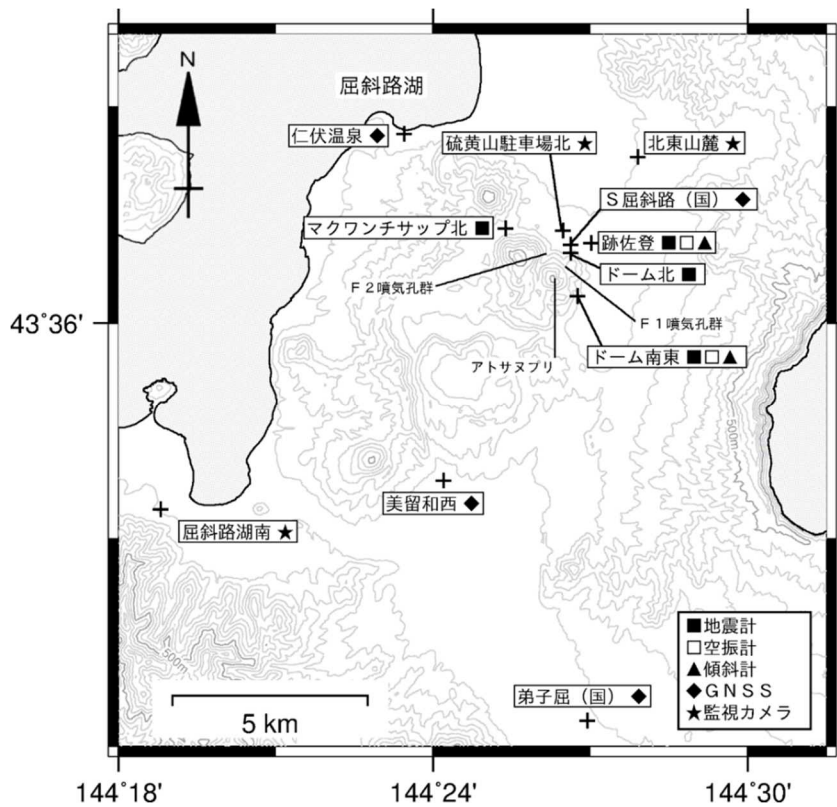 N
屈斜路湖
仁伏温泉◆
硫黄山駐車場北★
北東山麓★
S屈斜路（国）◆
マクワンチサップ北■
跡佐登■□▲
ドーム北■
F2噴気孔群
F1噴気孔群
43°36'
ドーム南東■□▲
アトサヌプリ
500m
美留和西◆
屈斜路湖南★
500m
■地震計
□空振計
▲傾斜計
◆GNSS
★監視カメラ
弟子屈（国）◆
5 km
144°18'
144°24'
144°30'